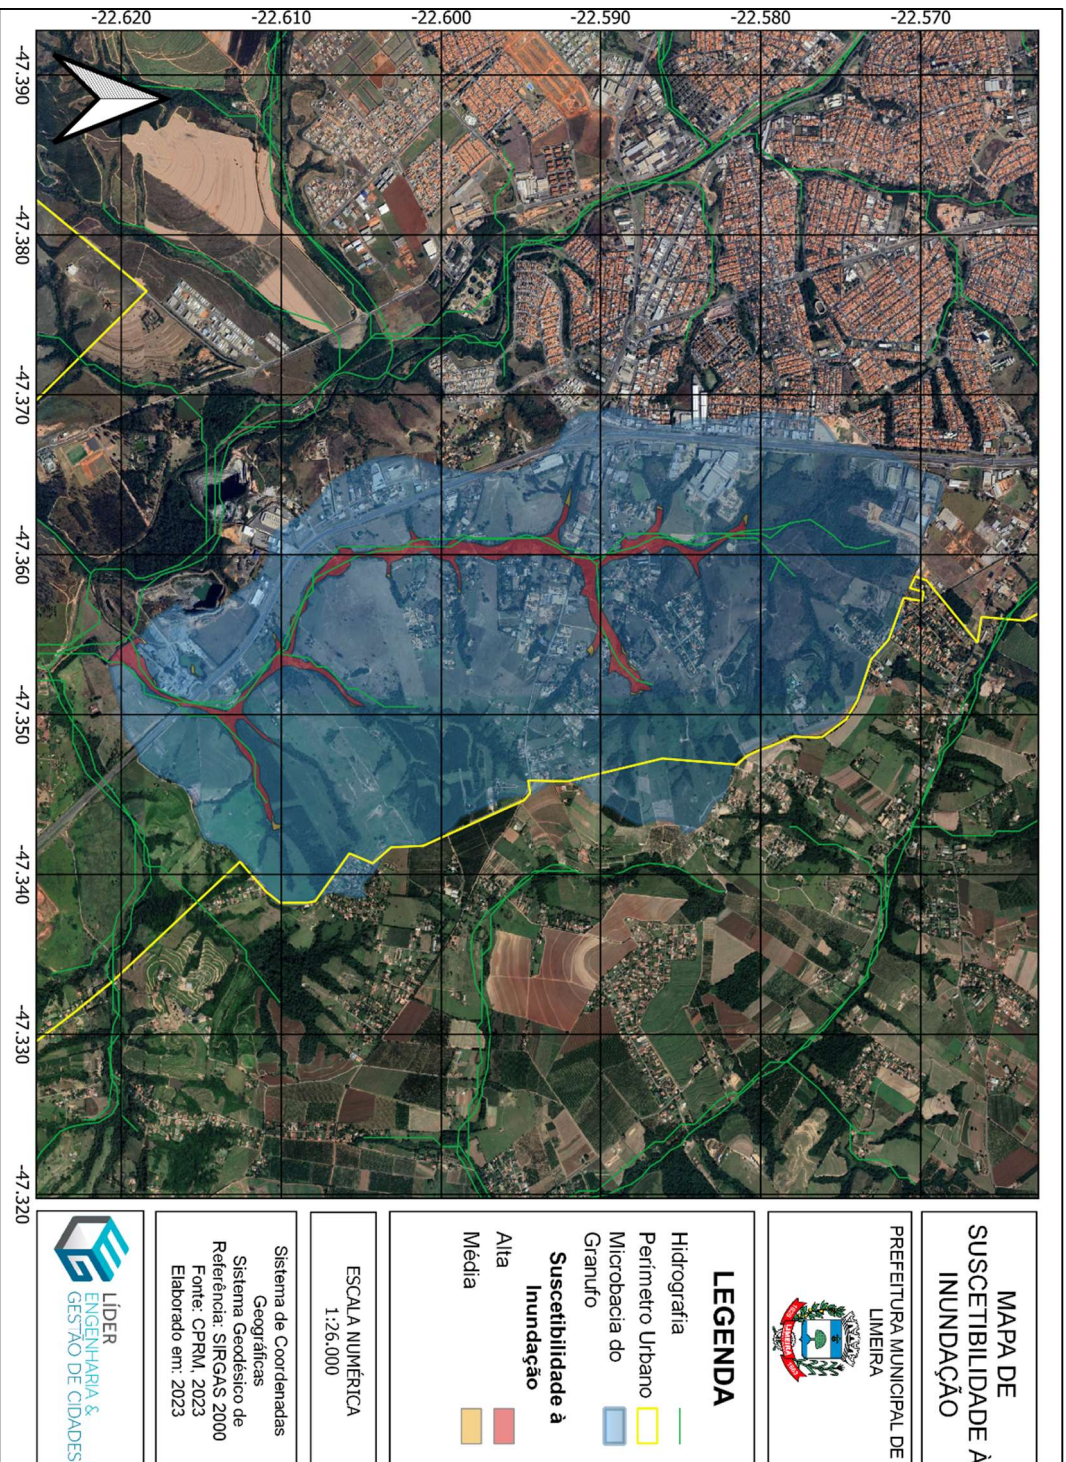 MAPA DE
SUSCETIBILIDADE À
INUNDAÇÃO
PREFEITURA MUNICIPAL DE
LIMEIRA
1826 LIMEIRA 1863
LEGENDA
Hidrografia
Perímetro Urbano
Microbacia do
Granufo
Suscetibilidade à
Inundação
Alta
Média
ESCALA NUMÉRICA
1:26.000
Sistema de Coordenadas
Geográficas
Sistema Geodésico de
Referência: SIRGAS 2000
Fonte: CPRM, 2023
Elaborado em: 2023
LÍDER
ENGENHARIA &
GESTÃO DE CIDADES
-47.390
-47.380
-47.370
-47.360
-47.350
-47.340
-47.330
-47.320
-22.570
-22.580
-22.590
-22.600
-22.610
-22.620